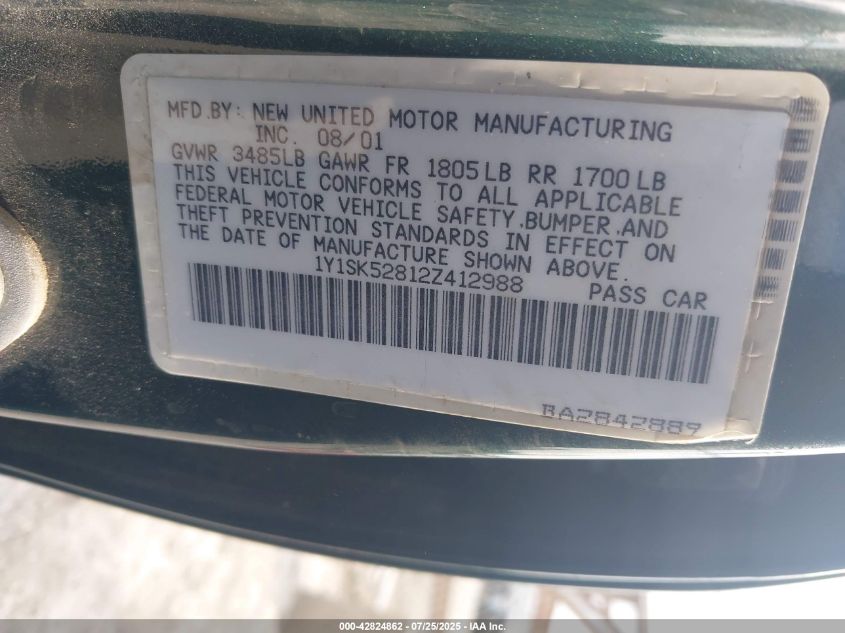 MFD.BY: NEW UNITED MOTOR MANUFACTURING
INC. 08/01
GVWR 3485LB GAWR FR 1805LB RR 1700LB
THIS VEHICLE CONFORMS TO ALL APPLICABLE
FEDERAL MOTOR VEHICLE SAFETY,BUMPER,AND
THEFT PREVENTION STANDARDS IN EFFECT ON
THE DATE OF MANUFACTURE SHOWN ABOVE.
1Y1SK52812Z412988 PASS CAR
BA2842889
000-42824862 - 07/25/2025 - IAA Inc.